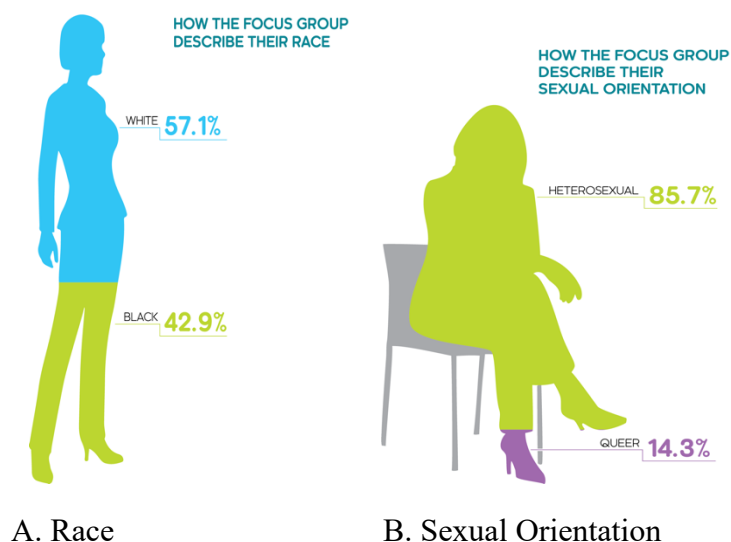 HOW THE FOCUS GROUP
DESCRIBE THEIR RACE
WHITE 57.1%
BLACK 42.9%
HOW THE FOCUS GROUP
DESCRIBE THEIR
SEXUAL ORIENTATION
HETEROSEXUAL 85.7%
QUEER 14.3%
A. Race
B. Sexual Orientation